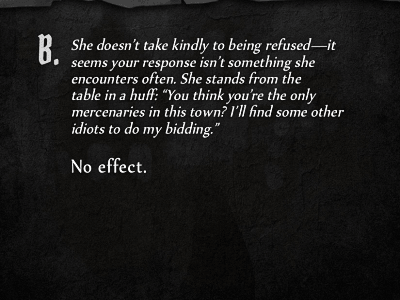 B.
She doesn't take kindly to being refused—it
seems your response isn't something she
encounters often. She stands from the
table in a huff: “You think you're the only
mercenaries in this town? I'll find some other
idiots to do my bidding.”
No effect.